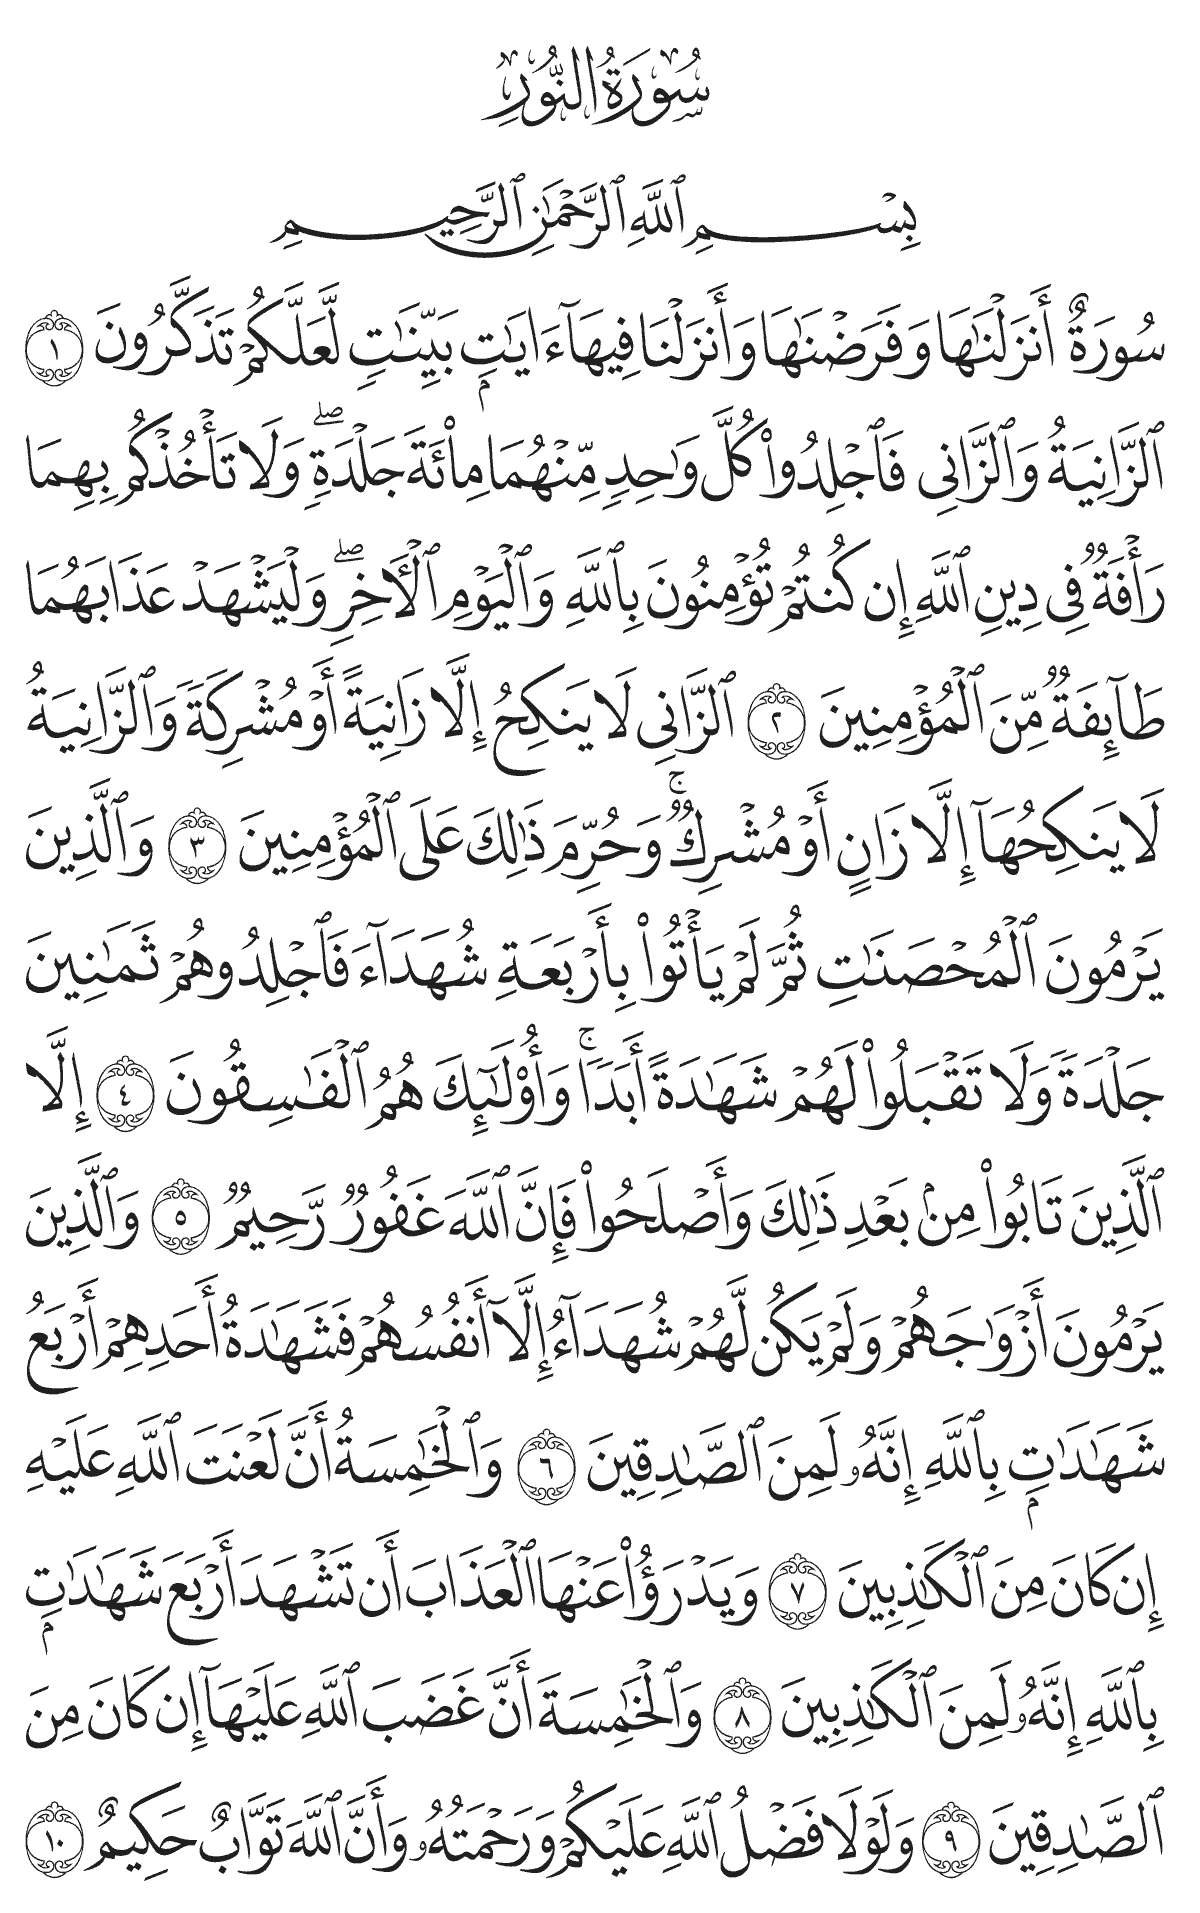 سُورَةُ النُّورِ
بِسْمِ ٱللَّهِ ٱلرَّحْمَٰنِ ٱلرَّحِيمِ
سُورَةٌ أَنزَلْنَٰهَا وَفَرَضْنَٰهَا وَأَنزَلْنَا فِيهَآ ءَايَٰتِۭ بَيِّنَٰتٍ لَّعَلَّكُمْ تَذَكَّرُونَ ١
ٱلزَّانِيَةُ وَٱلزَّانِى فَٱجْلِدُوا۟ كُلَّ وَٰحِدٍ مِّنْهُمَا مِا۟ئَةَ جَلْدَةٍ ۖ وَلَا تَأْخُذْكُم بِهِمَا
رَأْفَةٌ فِى دِينِ ٱللَّهِ إِن كُنتُمْ تُؤْمِنُونَ بِٱللَّهِ وَٱلْيَوْمِ ٱلْءَاخِرِ ۖ وَلْيَشْهَدْ عَذَابَهُمَا
طَآئِفَةٌ مِّنَ ٱلْمُؤْمِنِينَ ٢ ٱلزَّانِى لَا يَنكِحُ إِلَّا زَانِيَةً أَوْ مُشْرِكَةً وَٱلزَّانِيَةُ
لَا يَنكِحُهَآ إِلَّا زَانٍ أَوْ مُشْرِكٌ ۚ وَحُرِّمَ ذَٰلِكَ عَلَى ٱلْمُؤْمِنِينَ ٣ وَٱلَّذِينَ
يَرْمُونَ ٱلْمُحْصَنَٰتِ ثُمَّ لَمْ يَأْتُوا۟ بِأَرْبَعَةِ شُهَدَآءَ فَٱجْلِدُوهُمْ ثَمَٰنِينَ
جَلْدَةً وَلَا تَقْبَلُوا۟ لَهُمْ شَهَٰدَةً أَبَدًا ۚ وَأُو۟لَٰٓئِكَ هُمُ ٱلْفَٰسِقُونَ ٤ إِلَّا
ٱلَّذِينَ تَابُوا۟ مِنۢ بَعْدِ ذَٰلِكَ وَأَصْلَحُوا۟ فَإِنَّ ٱللَّهَ غَفُورٌ رَّحِيمٌ ٥ وَٱلَّذِينَ
يَرْمُونَ أَزْوَٰجَهُمْ وَلَمْ يَكُن لَّهُمْ شُهَدَآءُ إِلَّآ أَنفُسُهُمْ فَشَهَٰدَةُ أَحَدِهِمْ أَرْبَعُ
شَهَٰدَٰتِۭ بِٱللَّهِ إِنَّهُۥ لَمِنَ ٱلصَّٰدِقِينَ ٦ وَٱلْخَٰمِسَةُ أَنَّ لَعْنَتَ ٱللَّهِ عَلَيْهِ
إِن كَانَ مِنَ ٱلْكَٰذِبِينَ ٧ وَيَدْرَؤُا۟ عَنْهَا ٱلْعَذَابَ أَن تَشْهَدَ أَرْبَعَ شَهَٰدَٰتِۭ
بِٱللَّهِ إِنَّهُۥ لَمِنَ ٱلْكَٰذِبِينَ ٨ وَٱلْخَٰمِسَةَ أَنَّ غَضَبَ ٱللَّهِ عَلَيْهَآ إِن كَانَ مِنَ
ٱلصَّٰدِقِينَ ٩ وَلَوْلَا فَضْلُ ٱللَّهِ عَلَيْكُمْ وَرَحْمَتُهُۥ وَأَنَّ ٱللَّهَ تَوَّابٌ حَكِيمٌ ١٠